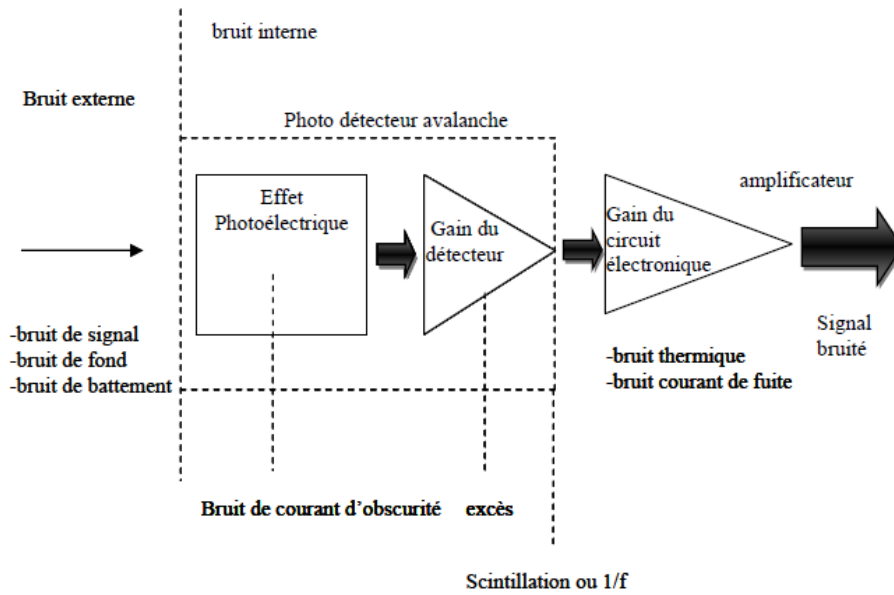 bruit interne
Bruit externe
Photo détecteur avalanche
Effet
Photoélectrique
Gain du
détecteur
Gain du
circuit
électronique
amplificateur
-bruit de signal
-bruit de fond
-bruit de battement
-bruit thermique
-bruit courant de fuite
Signal
bruité
Bruit de courant d’obscurité excès
Scintillation ou 1/f